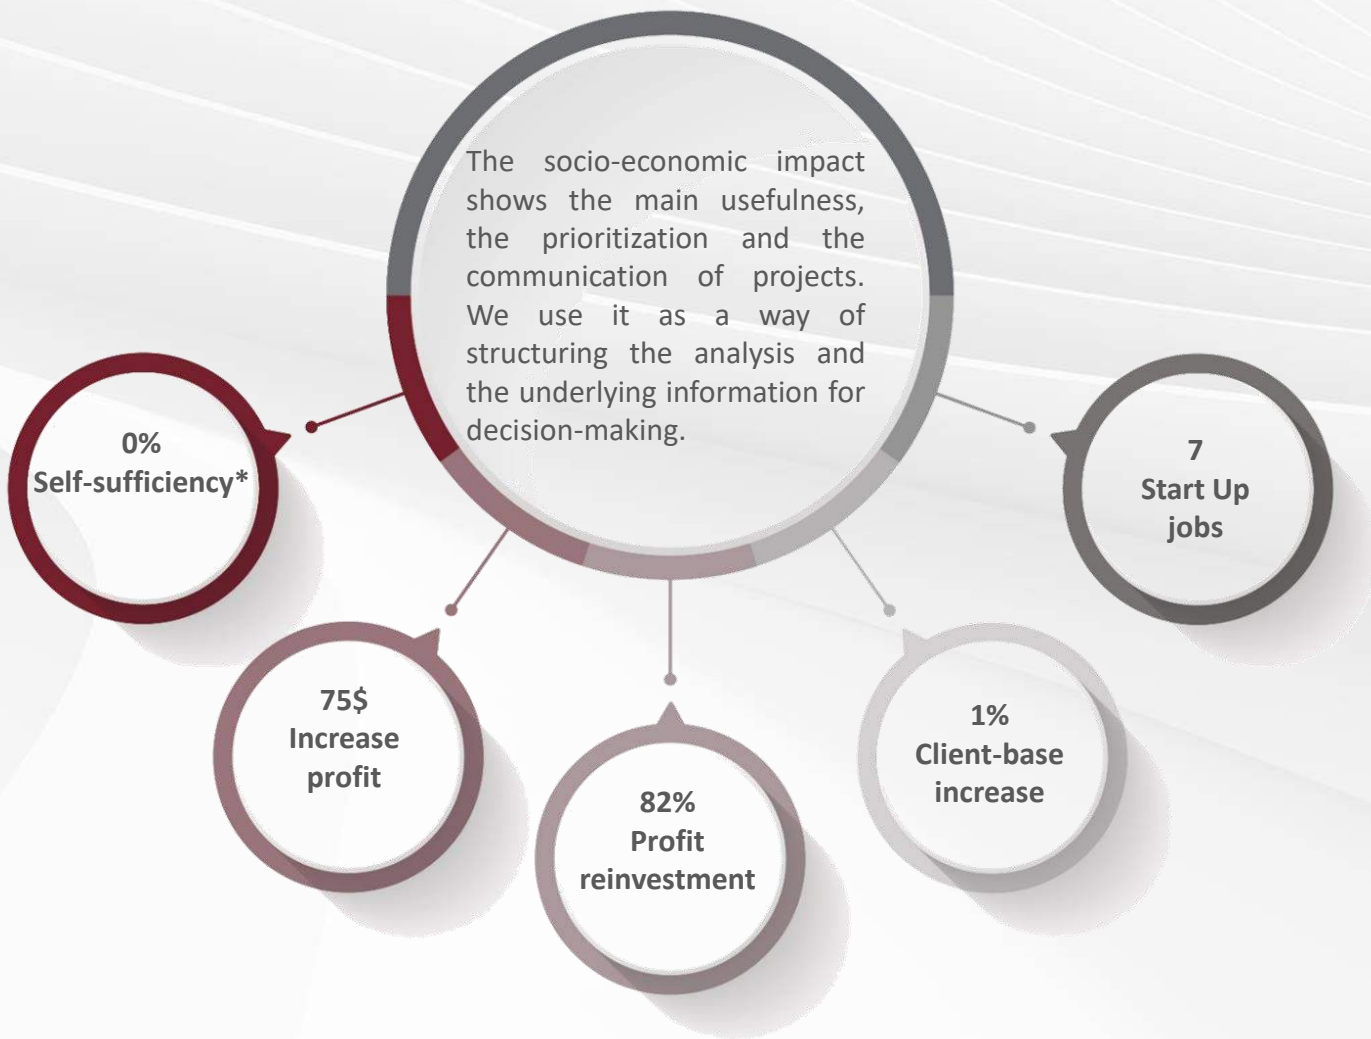 The socio-economic impact
shows the main usefulness,
the prioritization and the
communication of projects.
We use it as a way of
structuring the analysis and
the underlying information for
decision-making.
0%
Self-sufficiency*
75$
Increase
profit
82%
Profit
reinvestment
1%
Client-base
increase
7
Start Up
jobs